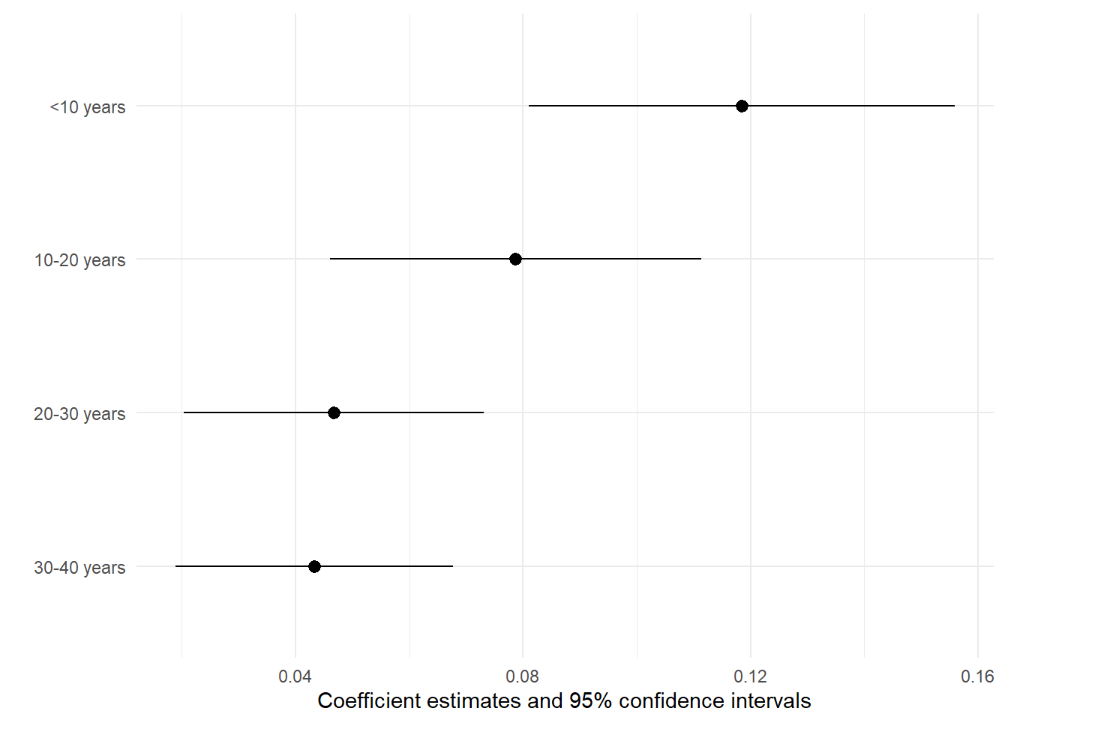 <10 years
10-20 years
20-30 years
30-40 years
0.04 0.08 0.12 0.16
Coefficient estimates and 95% confidence intervals